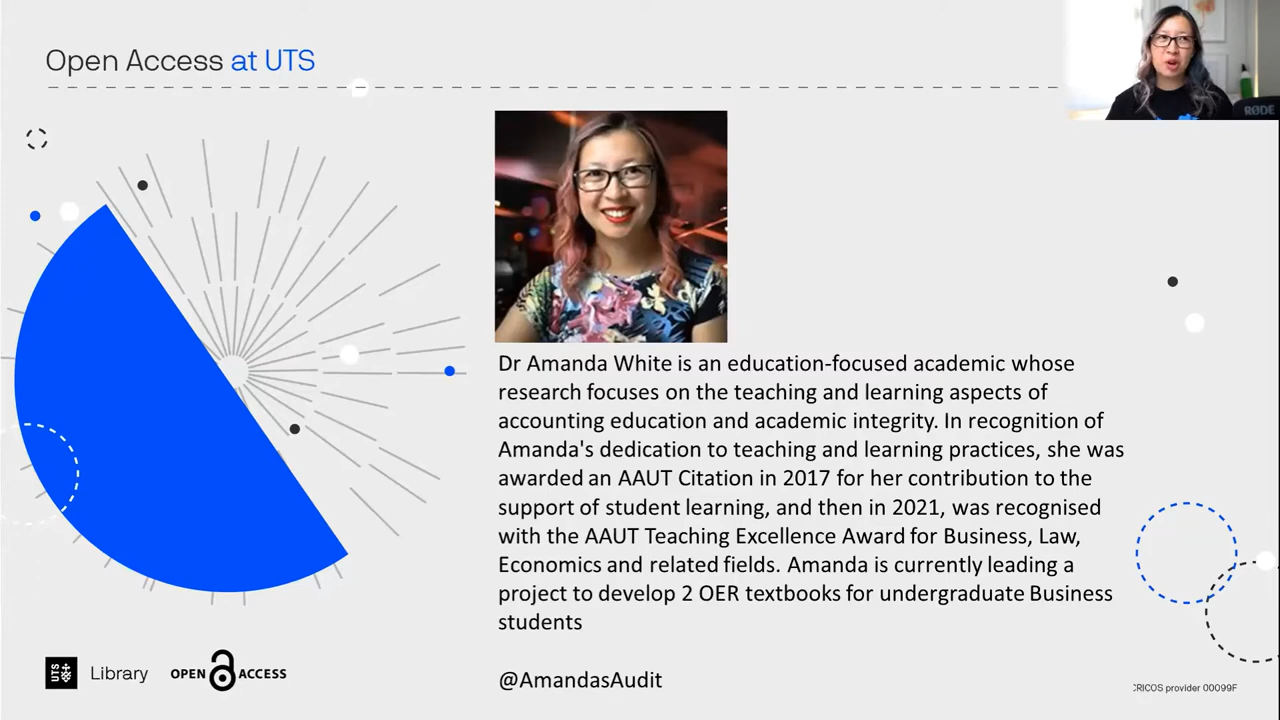 Open Access at UTS
RØDE
Dr Amanda White is an education-focused academic whose
research focuses on the teaching and learning aspects of
accounting education and academic integrity. In recognition of
Amanda's dedication to teaching and learning practices, she was
awarded an AAUT Citation in 2017 for her contribution to the
support of student learning, and then in 2021, was recognised
with the AAUT Teaching Excellence Award for Business, Law,
Economics and related fields. Amanda is currently leading a
project to develop 2 OER textbooks for undergraduate Business
students
@AmandasAudit
UTS Library OPEN ACCESS
CRICOS provider 00099F